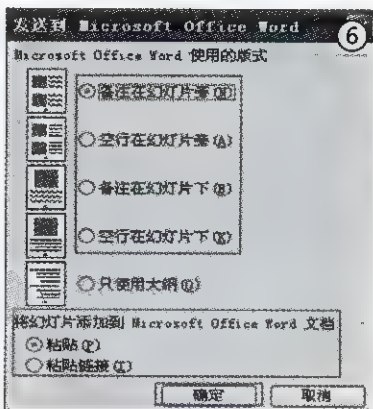 发送到 Microsoft Office Word
⑥
Microsoft Office Word 使用的版式
备注在幻灯片旁(N)
空行在幻灯片旁(A)
备注在幻灯片下(B)
空行在幻灯片下(K)
只使用大纲(O)
将幻灯片添加到 Microsoft Office Word 文档
粘贴(P)
粘贴链接(I)
确定 取消